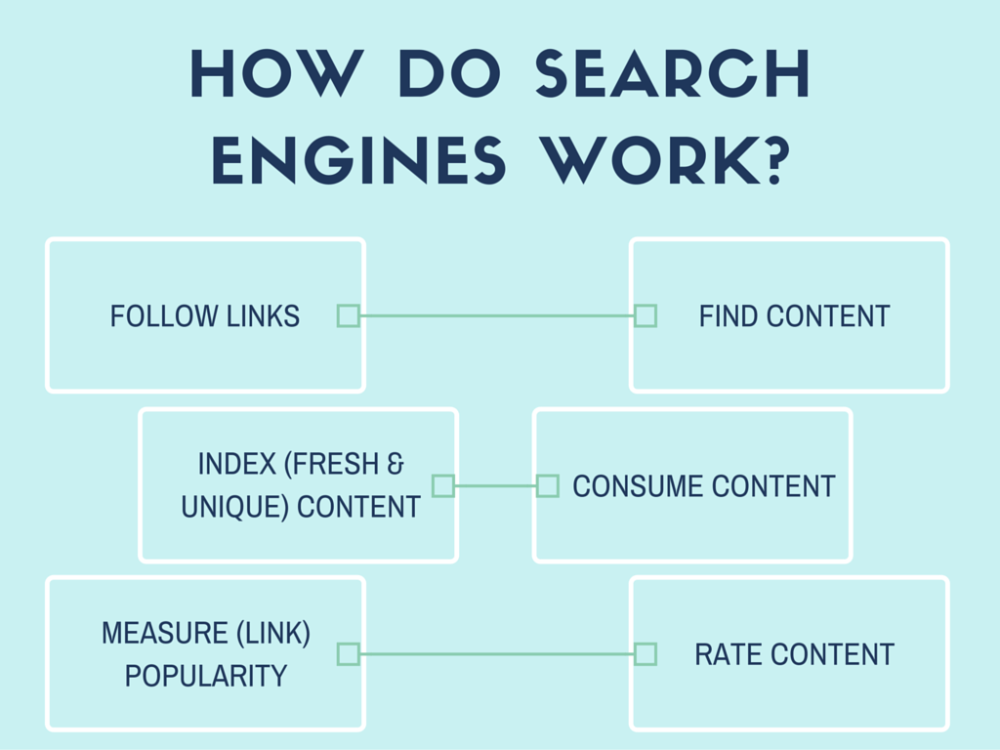 HOW DO SEARCH
ENGINES WORK?
FOLLOW LINKS
FIND CONTENT
INDEX (FRESH &
UNIQUE) CONTENT
CONSUME CONTENT
MEASURE (LINK)
POPULARITY
RATE CONTENT